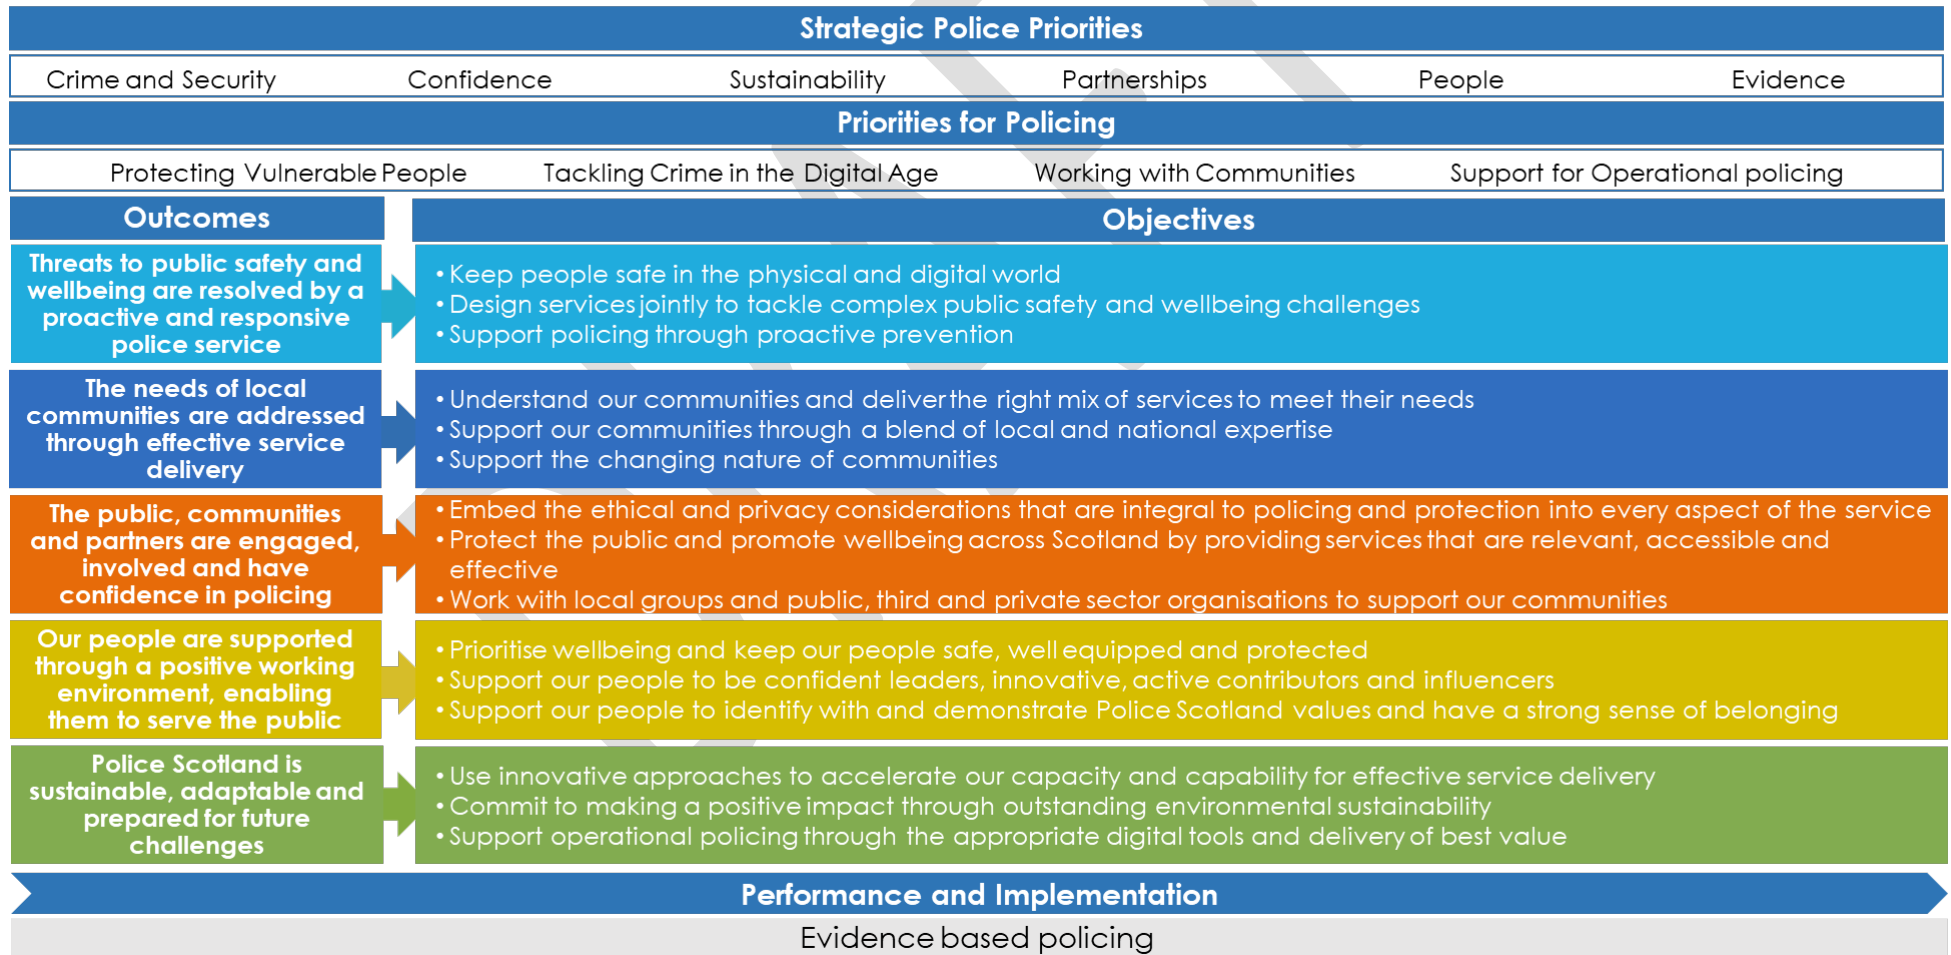 Strategic Police Priorities
Crime and Security Confidence Sustainability Partnerships People Evidence
Priorities for Policing
Protecting Vulnerable People Tackling Crime in the Digital Age Working with Communities Support for Operational policing
Outcomes
Objectives
Threats to public safety and
wellbeing are resolved by a
proactive and responsive
police service
• Keep people safe in the physical and digital world
• Design services jointly to tackle complex public safety and wellbeing challenges
• Support policing through proactive prevention
The needs of local
communities are addressed
through effective service
delivery
• Understand our communities and deliver the right mix of services to meet their needs
• Support our communities through a blend of local and national expertise
• Support the changing nature of communities
The public, communities
and partners are engaged,
involved and have
confidence in policing
• Embed the ethical and privacy considerations that are integral to policing and protection into every aspect of the service
• Protect the public and promote wellbeing across Scotland by providing services that are relevant, accessible and
effective
• Work with local groups and public, third and private sector organisations to support our communities
Our people are supported
through a positive working
environment, enabling
them to serve the public
• Prioritise wellbeing and keep our people safe, well equipped and protected
• Support our people to be confident leaders, innovative, active contributors and influencers
• Support our people to identify with and demonstrate Police Scotland values and have a strong sense of belonging
Police Scotland is
sustainable, adaptable and
prepared for future
challenges
• Use innovative approaches to accelerate our capacity and capability for effective service delivery
• Commit to making a positive impact through outstanding environmental sustainability
• Support operational policing through the appropriate digital tools and delivery of best value
Performance and Implementation
Evidence based policing